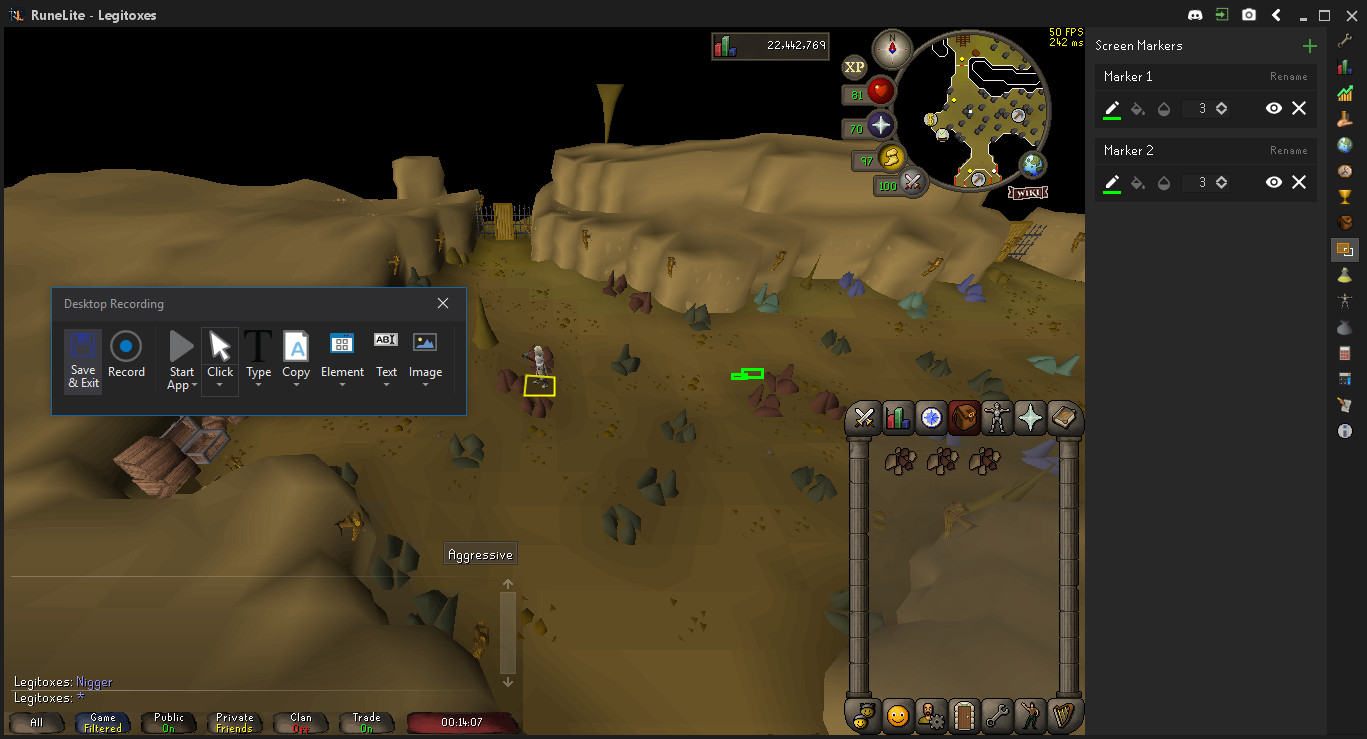 RuneLite - Legitoxes
22,442,769
50 FPS
242 ms
N
XP
81
70
97
100
WIKI
Screen Markers
Marker 1
Rename
3
Marker 2
Rename
3
Desktop Recording
Save
& Exit
Record
Start
App
Click
T
Type
A
Copy
Element
AB
Text
Image
Aggressive
Legitoxes: Nigger
Legitoxes: *
All
Game
Filtered
Public
On
Private
Friends
Clan
Off
Trade
On
00:14:07